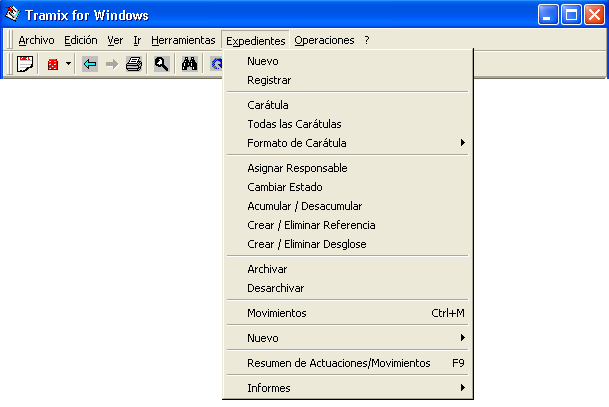 Tramix for Windows
Archivo Edición Ver Ir Herramientas Expedientes Operaciones ?
Nuevo
Registrar
Carátula
Todas las Carátulas
Formato de Carátula
Asignar Responsable
Cambiar Estado
Acumular / Desacumular
Crear / Eliminar Referencia
Crear / Eliminar Desglose
Archivar
Desarchivar
Movimientos Ctrl+M
Nuevo
Resumen de Actuaciones/Movimientos F9
Informes